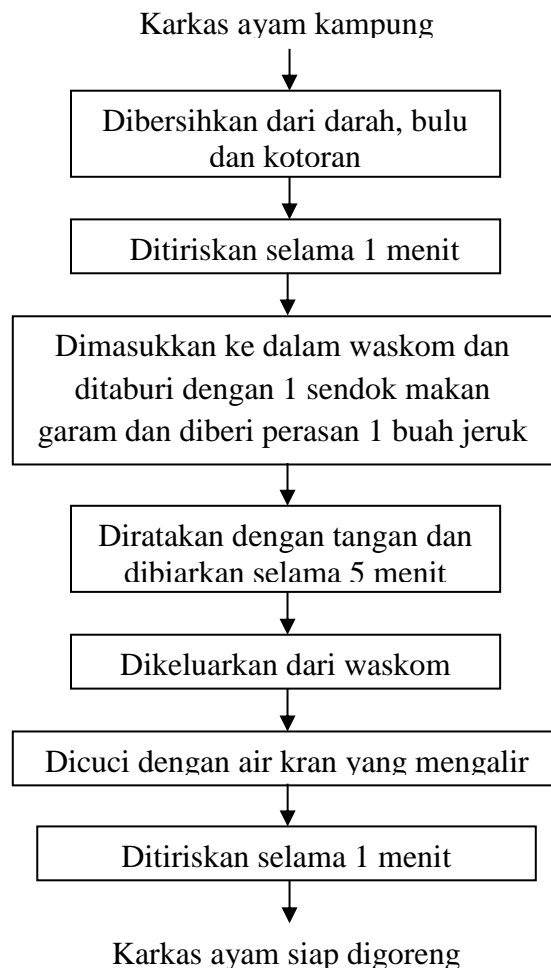 Karkas ayam kampung
Dibersihkan dari darah, bulu
dan kotoran
Ditiriskan selama 1 menit
Dimasukkan ke dalam waskom dan
ditaburi dengan 1 sendok makan
garam dan diberi perasan 1 buah jeruk
Diratakan dengan tangan dan
dibiarkan selama 5 menit
Dikeluarkan dari waskom
Dicuci dengan air kran yang mengalir
Ditiriskan selama 1 menit
Karkas ayam siap digoreng